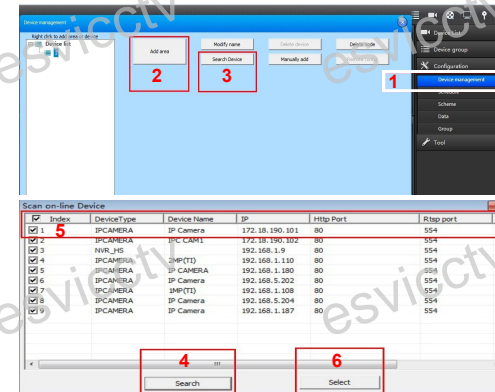 Device management
Right click to add area or device
Device list
Add area
Modify name
Delete device
Delete node
Search Device
Manually add
Device List
Device group
Configuration
Device management
Schedule
Scheme
Data
Group
Tool
1
2
3
esvicctv
esvicctv
Scan on-line Device
Index DeviceType Device Name IP Http Port Rtsp port
1 IPCAMERA IP Camera 172.18.190.101 80 554
2 IPCAMERA IPC CAM1 172.18.190.102 80 554
3 NVR_HS 192.168.1.9 80 554
4 IPCAMERA 2MP(TI) 192.168.1.110 80 554
5 IPCAMERA IP CAMERA 192.168.1.180 80 554
6 IPCAMERA IP Camera 192.168.5.202 80 554
7 IPCAMERA 1MP(TI) 192.168.1.108 80 554
8 IPCAMERA IP Camera 192.168.5.204 80 554
9 IPCAMERA IP Camera 192.168.1.187 80 554
5
esvicctv
esvicctv
4
6
Search
Select